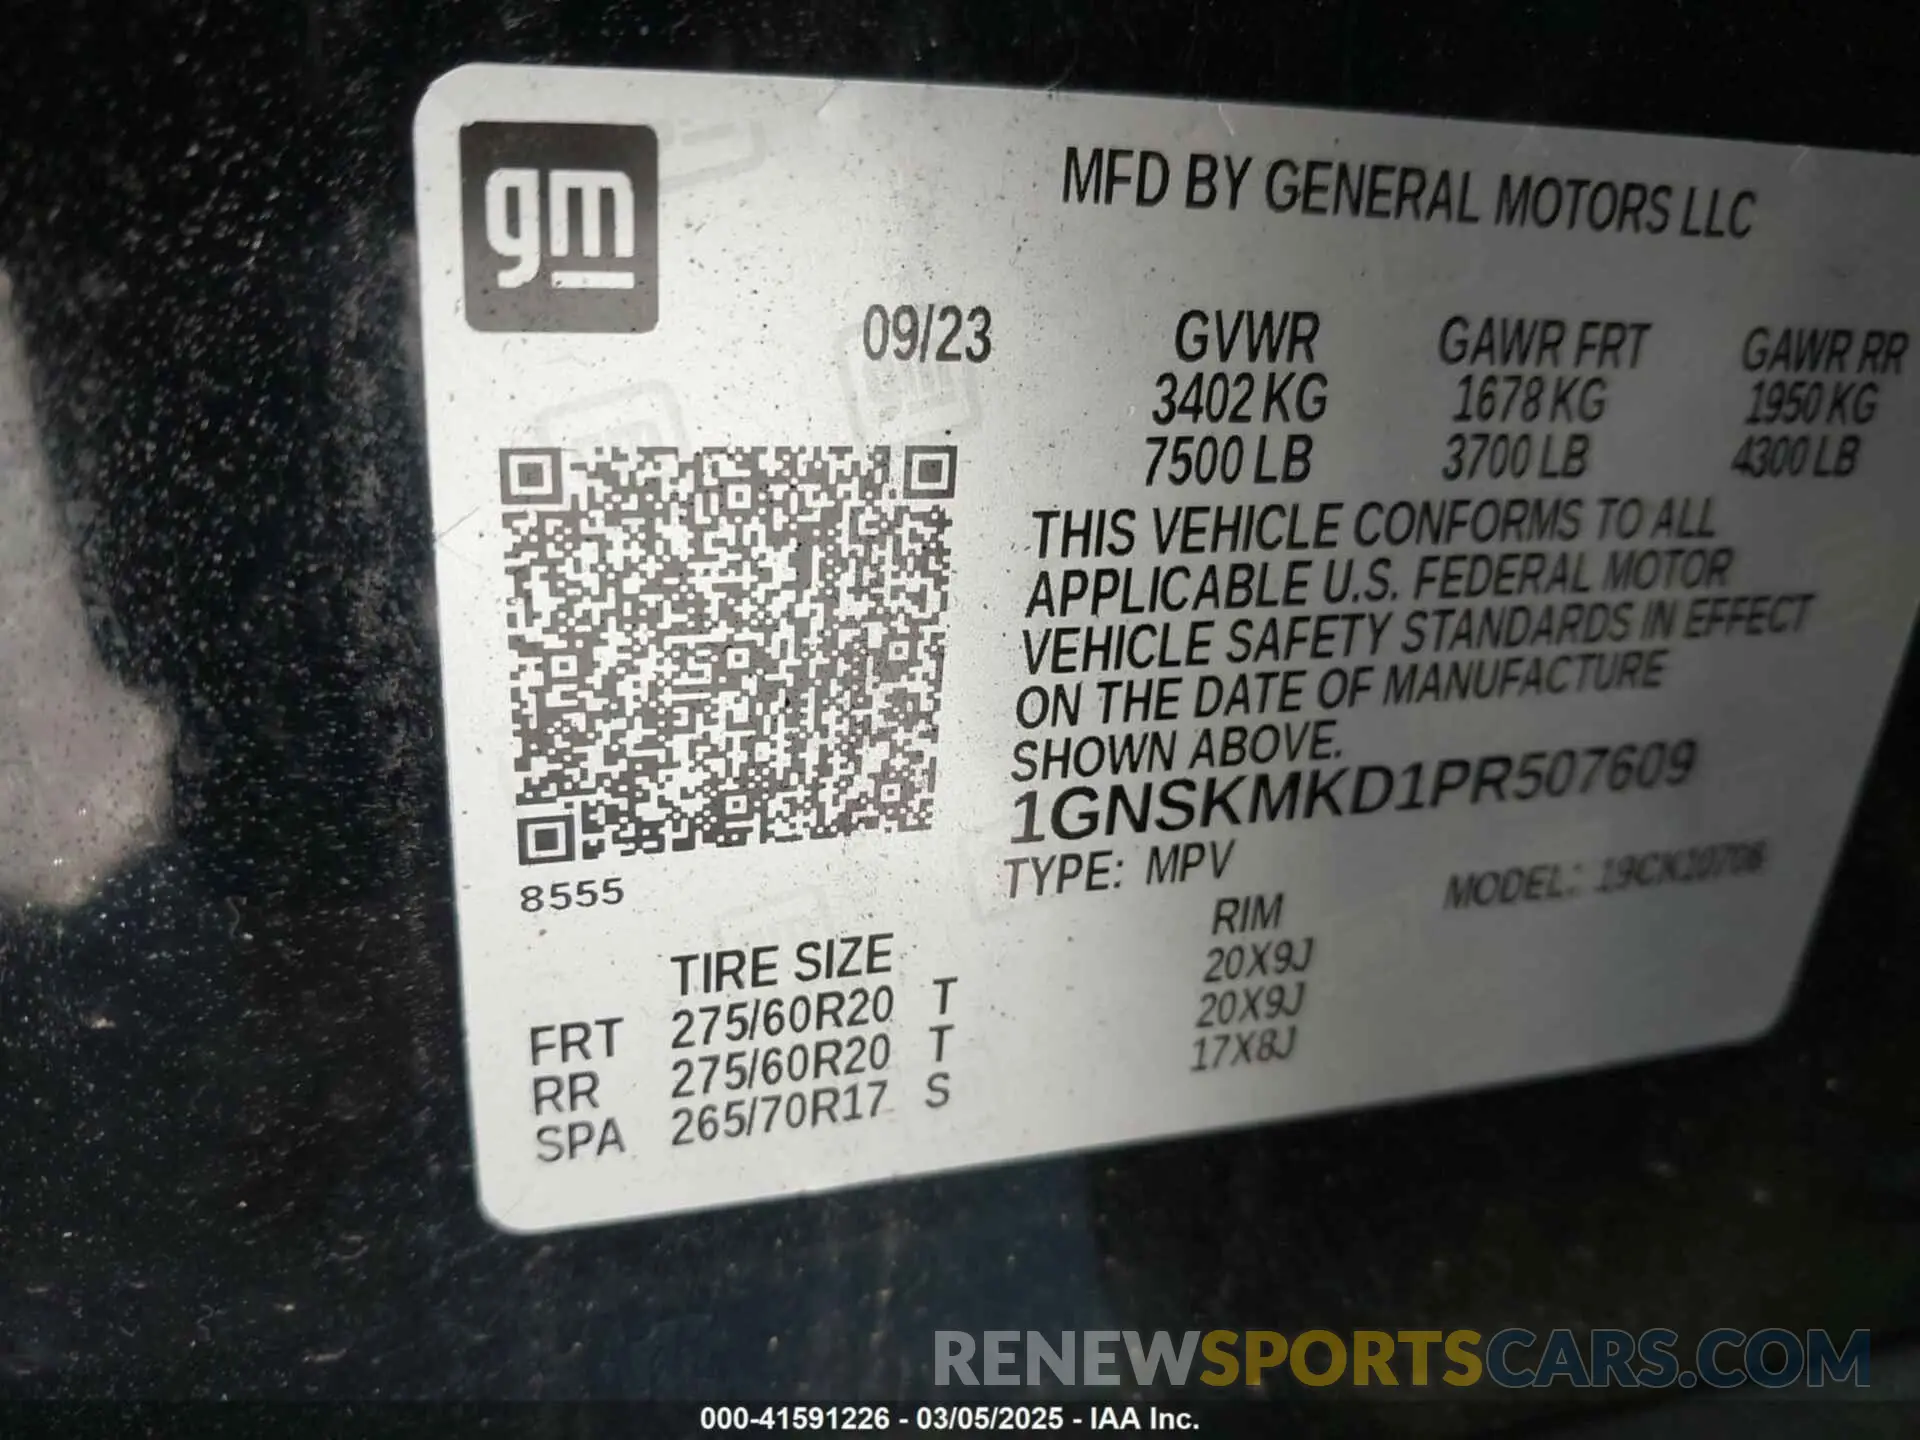 gm
MFD BY GENERAL MOTORS LLC
09/23 GVWR GAWR FRT GAWR RR
3402 KG 1678 KG 1950 KG
7500 LB 3700 LB 4300 LB
THIS VEHICLE CONFORMS TO ALL
APPLICABLE U.S. FEDERAL MOTOR
VEHICLE SAFETY STANDARDS IN EFFECT
ON THE DATE OF MANUFACTURE
SHOWN ABOVE.
1GNSKMKD1PR507609
TYPE: MPV MODEL: 19CK10706
8555
TIRE SIZE RIM
FRT 275/60R20 T 20X9J
RR 275/60R20 T 20X9J
SPA 265/70R17 S 17X8J
RENEWSPORTSCARS.COM
000-41591226 - 03/05/2025 - IAA Inc.